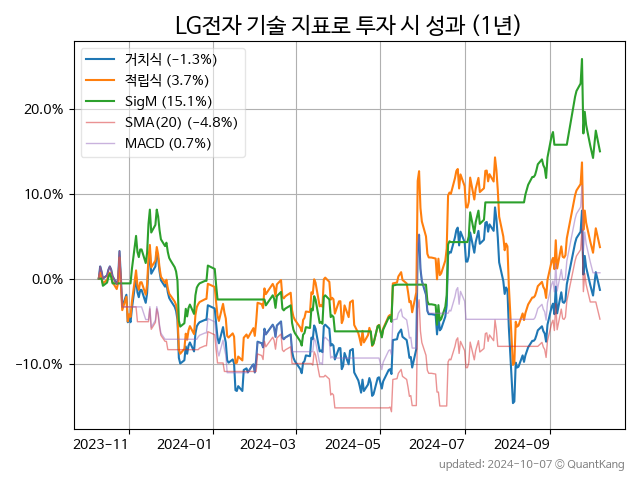 LG전자 기술 지표로 투자 시 성과 (1년)
거치식 (−1.3%)
적립식 (3.7%)
SigM (15.1%)
SMA(20) (−4.8%)
MACD (0.7%)
20.0%
10.0%
0.0%
−10.0%
2023-11 2024-01 2024-03 2024-05 2024-07 2024-09
updated: 2024-10-07 © QuantKang